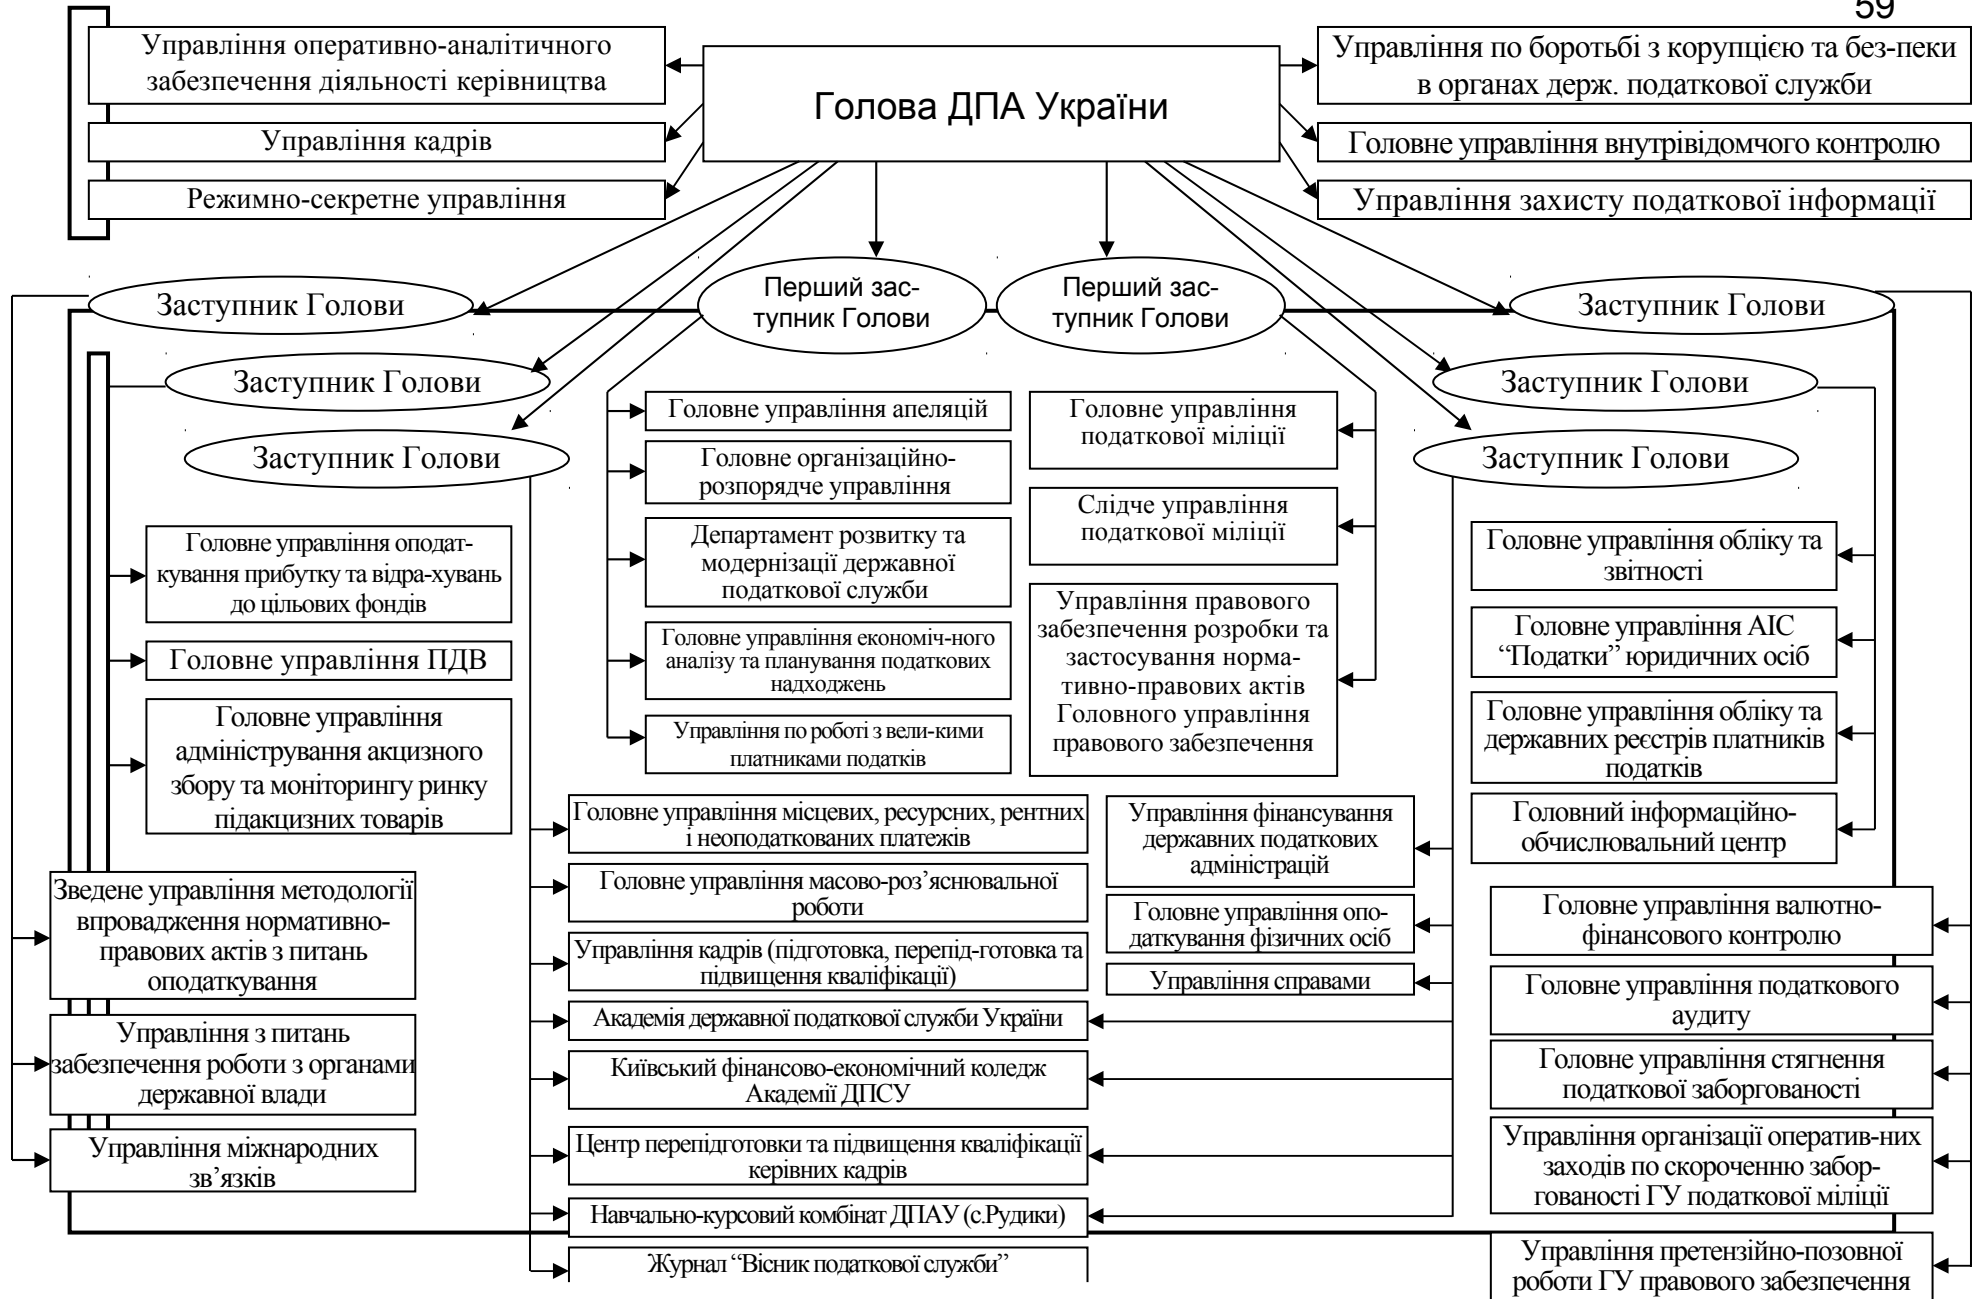 59
Управління оперативно-аналітичного
забезпечення діяльності керівництва
Управління кадрів
Режимно-секретне управління
Голова ДПА України
Управління по боротьбі з корупцією та без-пеки
в органах держ. податкової служби
Головне управління внутрівідомчого контролю
Управління захисту податкової інформації
Заступник Голови
Перший зас-
тупник Голови
Перший зас-
тупник Голови
Заступник Голови
Заступник Голови
Заступник Голови
Заступник Голови
Заступник Голови
Головне управління оподат-
кування прибутку та відра-хувань
до цільових фондів
Головне управління ПДВ
Головне управління
адміністрування акцизного
збору та моніторингу ринку
підакцизних товарів
Зведене управління методології
впровадження нормативно-
правових актів з питань
оподаткування
Управління з питань
забезпечення роботи з органами
державної влади
Управління міжнародних
зв’язків
Головне управління апеляцій
Головне організаційно-
розпорядче управління
Департамент розвитку та
модернізації державної
податкової служби
Головне управління економіч-ного
аналізу та планування податкових
надходжень
Управління по роботі з вели-кими
платниками податків
Головне управління
податкової міліції
Слідче управління
податкової міліції
Управління правового
забезпечення розробки та
застосування норма-
тивно-правових актів
Головного управління
правового забезпечення
Головне управління місцевих, ресурсних, рентних
і неоподаткованих платежів
Головне управління масово-роз’яснювальної
роботи
Управління кадрів (підготовка, перепід-готовка та
підвищення кваліфікації)
Академія державної податкової служби України
Київський фінансово-економічний коледж
Академії ДПСУ
Центр перепідготовки та підвищення кваліфікації
керівних кадрів
Навчально-курсовий комбінат ДПАУ (с.Рудики)
Журнал “Вісник податкової служби”
Управління фінансування
державних податкових
адміністрацій
Головне управління опо-
даткування фізичних осіб
Управління справами
Головне управління обліку та
звітності
Головне управління АІС
“Податки” юридичних осіб
Головне управління обліку та
державних реєстрів платників
податків
Головний інформаційно-
обчислювальний центр
Головне управління валютно-
фінансового контролю
Головне управління податкового
аудиту
Головне управління стягнення
податкової заборгованості
Управління організації оператив-них
заходів по скороченню забор-
гованості ГУ податкової міліції
Управління претензійно-позовної
роботи ГУ правового забезпечення